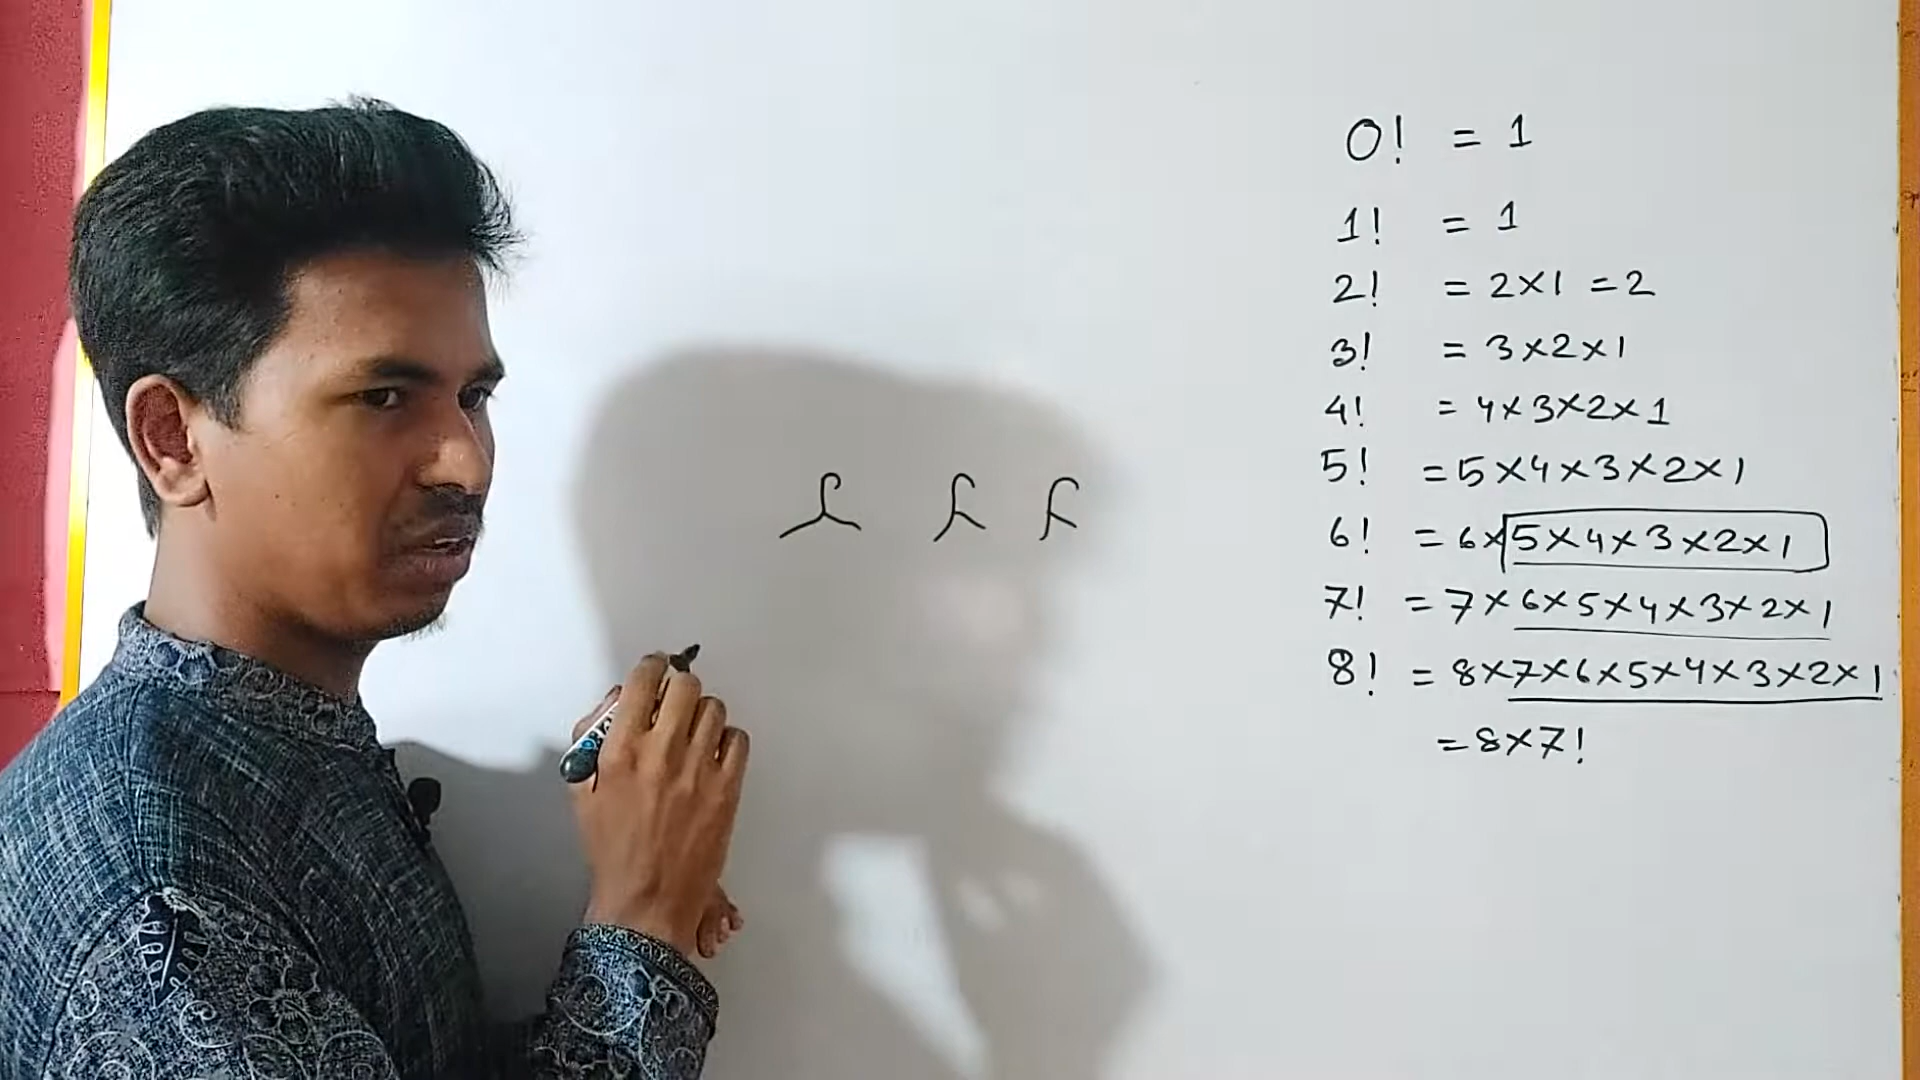 0! = 1
1! = 1
2! = 2×1 = 2
3! = 3×2×1
4! = 4×3×2×1
5! = 5×4×3×2×1
6! = 6×5×4×3×2×1
7! = 7×6×5×4×3×2×1
8! = 8×7×6×5×4×3×2×1
= 8×7!